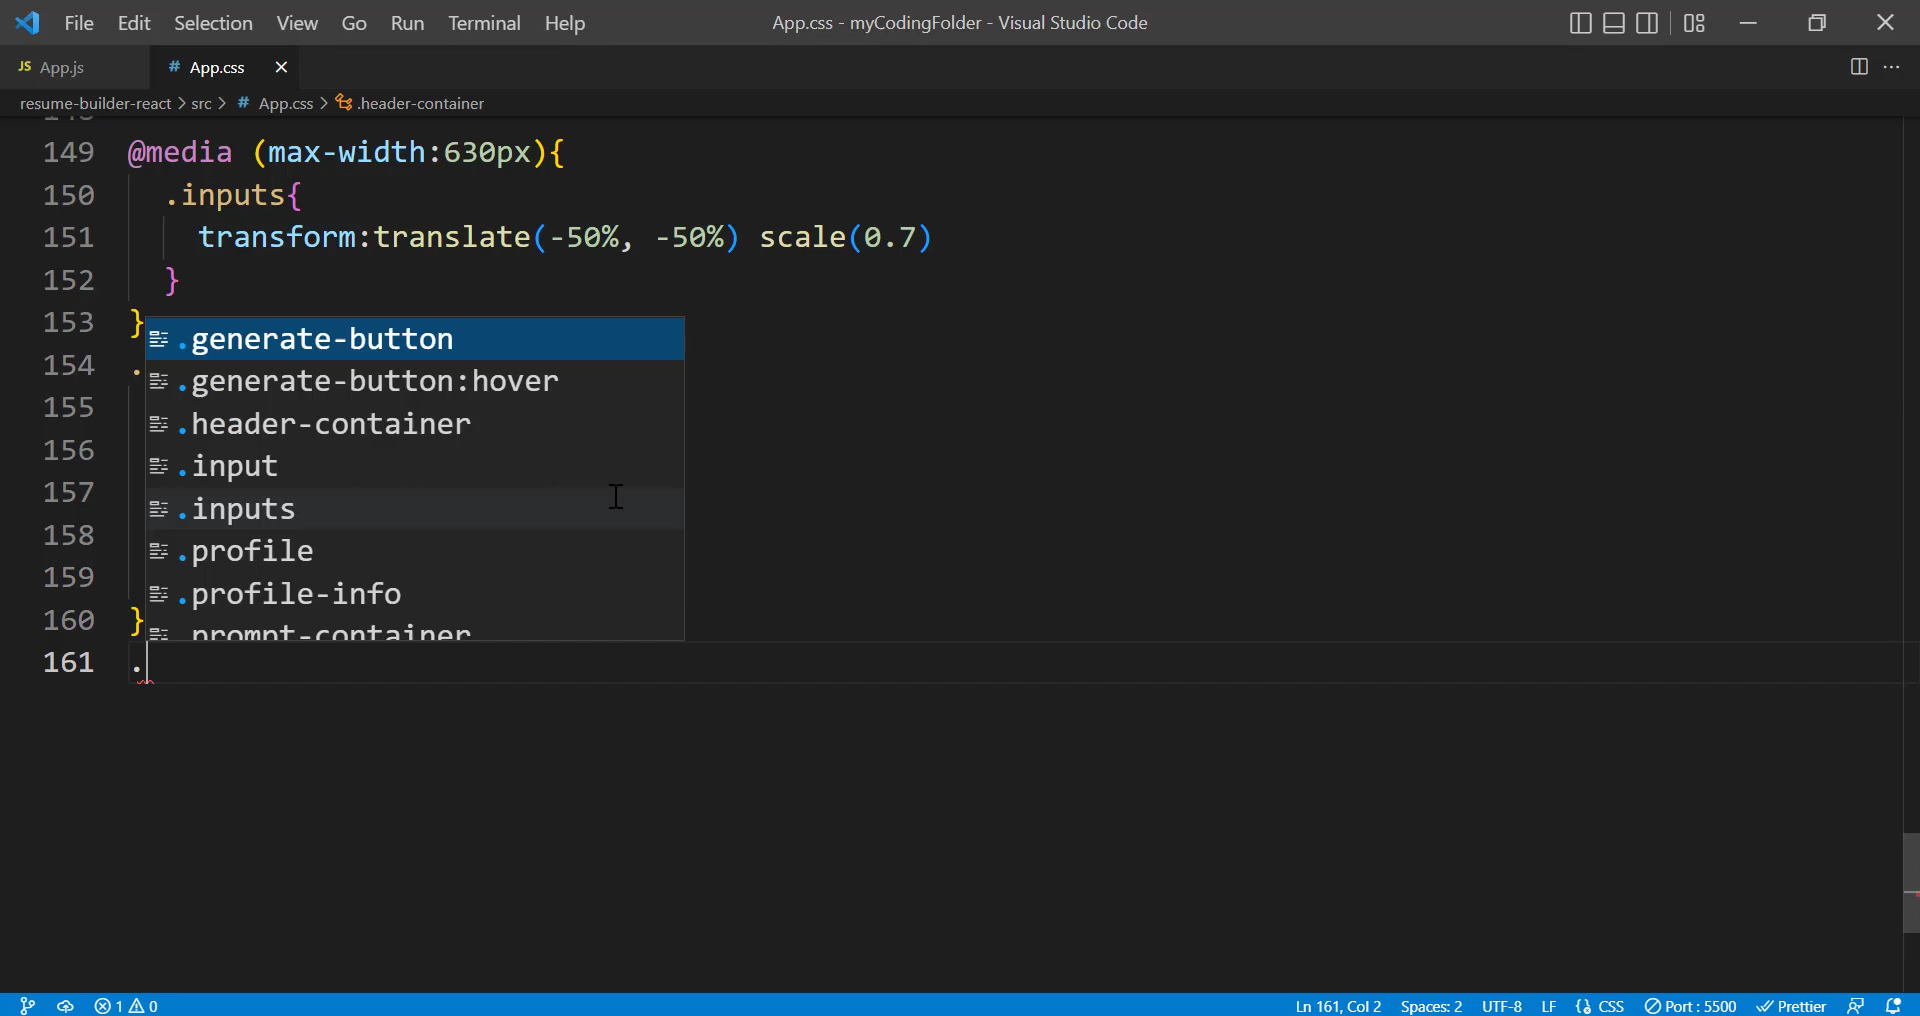 File Edit Selection View Go Run Terminal Help App.css - myCodingFolder - Visual Studio Code
JS App.js # App.css
resume-builder-react > src > # App.css > .header-container
149 @media (max-width:630px){
150 .inputs{
151 transform:translate(-50%, -50%) scale(0.7)
152 }
153 }
.generate-button
154 .
.generate-button:hover
155
.header-container
156
.input
157
.inputs
158
.profile
159
.profile-info
160 }
prompt-container
161 .
1 0 Ln 161, Col 2 Spaces: 2 UTF-8 LF {} CSS Port : 5500 Prettier